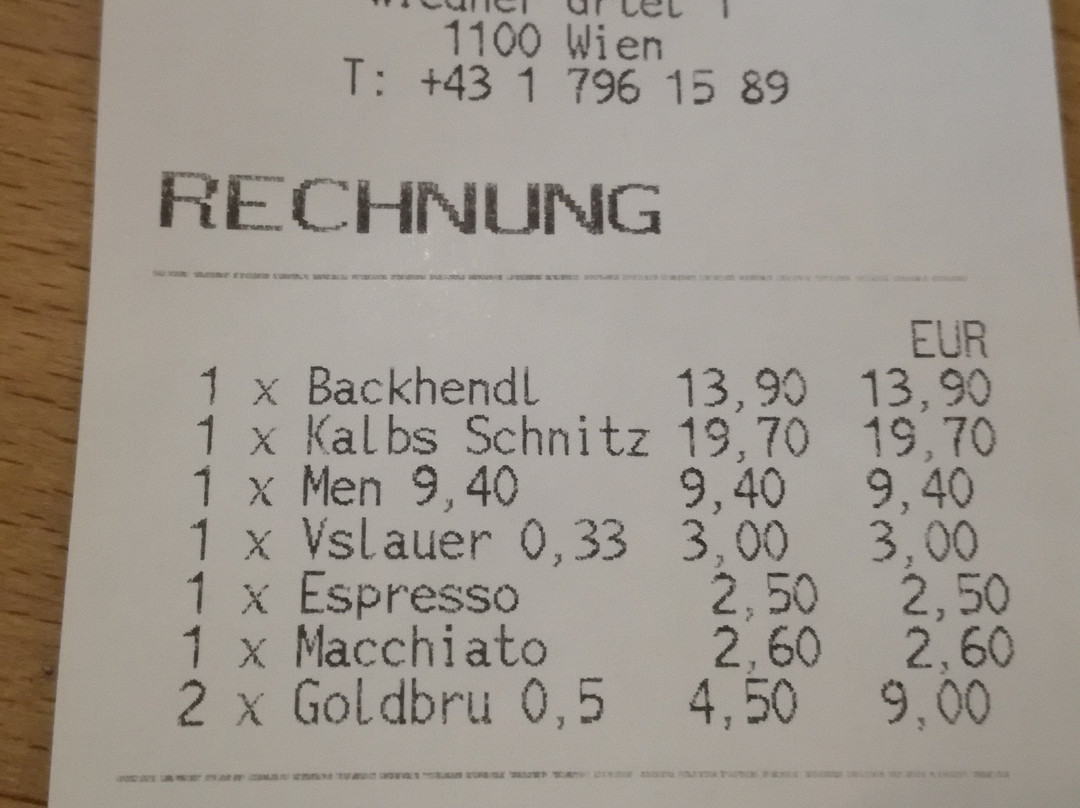 1100 Wien
T: +43 1 796 15 89
RECHNUNG
EUR
1 x Backhendl 13,90 13,90
1 x Kalbs Schnitz 19,70 19,70
1 x Men 9,40 9,40 9,40
1 x Vslauer 0,33 3,00 3,00
1 x Espresso 2,50 2,50
1 x Macchiato 2,60 2,60
2 x Goldbru 0,5 4,50 9,00